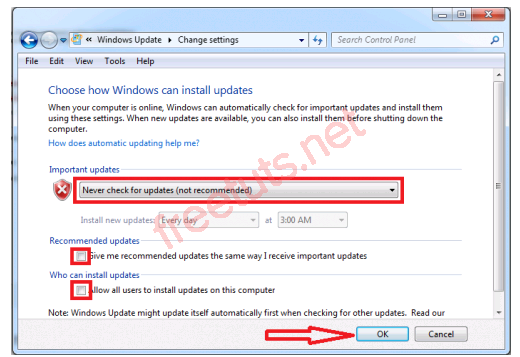 « Windows Update ▸ Change settings
Search Control Panel
File Edit View Tools Help
Choose how Windows can install updates
When your computer is online, Windows can automatically check for important updates and install them
using these settings. When new updates are available, you can also install them before shutting down the
computer.
How does automatic updating help me?
Important updates
Never check for updates (not recommended)
Install new updates: Every day at 3:00 AM
Recommended updates
Give me recommended updates the same way I receive important updates
Who can install updates
Allow all users to install updates on this computer
Note: Windows Update might update itself automatically first when checking for other updates. Read our
OK Cancel
freetuts.net